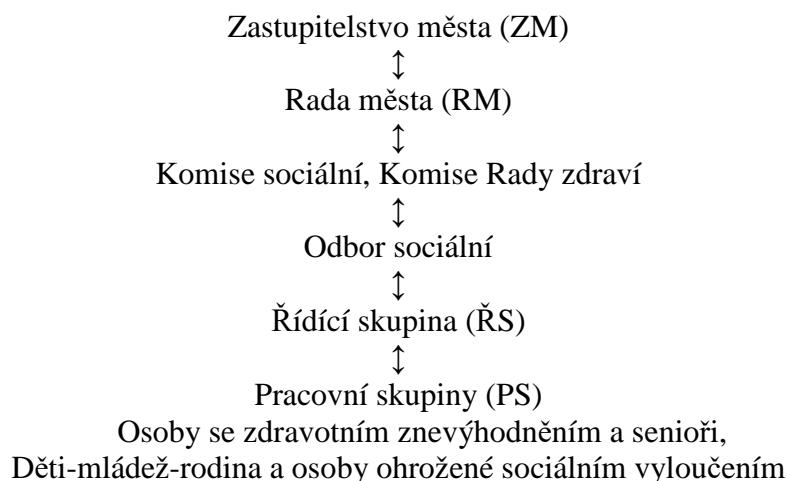 Zastupitelstvo města (ZM)
↕
Rada města (RM)
↕
Komise sociální, Komise Rady zdraví
↕
Odbor sociální
↕
Řídící skupina (ŘS)
↕
Pracovní skupiny (PS)
Osoby se zdravotním znevýhodněním a senioři,
Děti-mládež-rodina a osoby ohrožené sociálním vyloučením